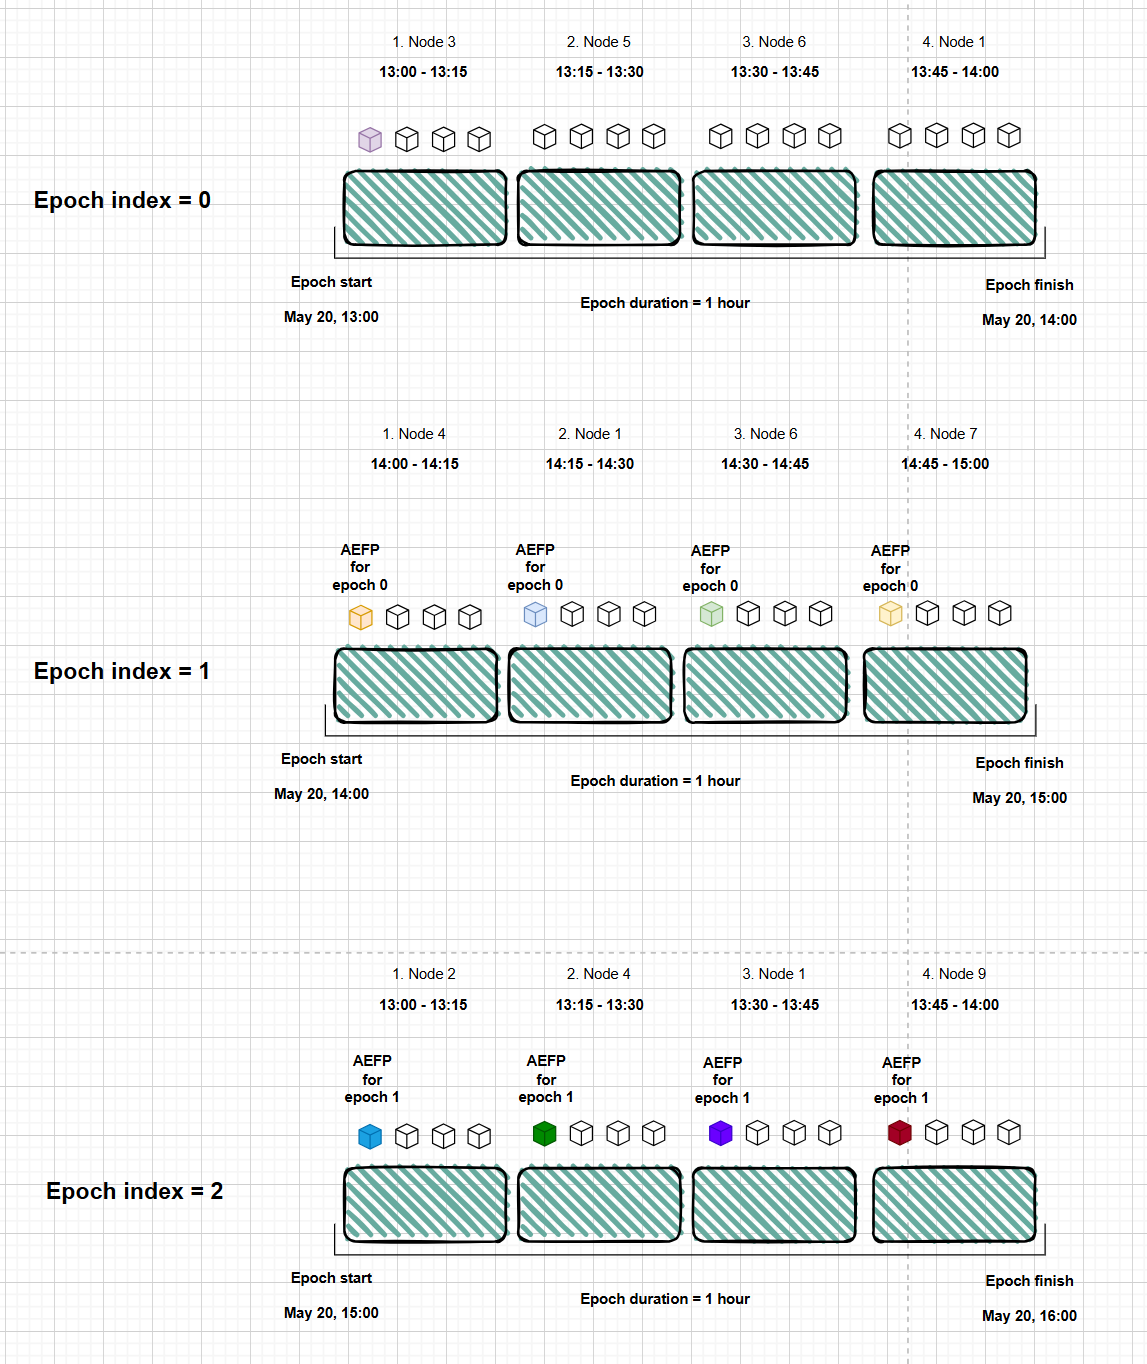 1. Node 3
2. Node 5
3. Node 6
4. Node 1
13:00 - 13:15
13:15 - 13:30
13:30 - 13:45
13:45 - 14:00
Epoch index = 0
Epoch start
May 20, 13:00
Epoch duration = 1 hour
Epoch finish
May 20, 14:00
1. Node 4
2. Node 1
3. Node 6
4. Node 7
14:00 - 14:15
14:15 - 14:30
14:30 - 14:45
14:45 - 15:00
AEFP
for
epoch 0
AEFP
for
epoch 0
AEFP
for
epoch 0
AEFP
for
epoch 0
Epoch index = 1
Epoch start
May 20, 14:00
Epoch duration = 1 hour
Epoch finish
May 20, 15:00
1. Node 2
2. Node 4
3. Node 1
4. Node 9
13:00 - 13:15
13:15 - 13:30
13:30 - 13:45
13:45 - 14:00
AEFP
for
epoch 1
AEFP
for
epoch 1
AEFP
for
epoch 1
AEFP
for
epoch 1
Epoch index = 2
Epoch start
May 20, 15:00
Epoch duration = 1 hour
Epoch finish
May 20, 16:00